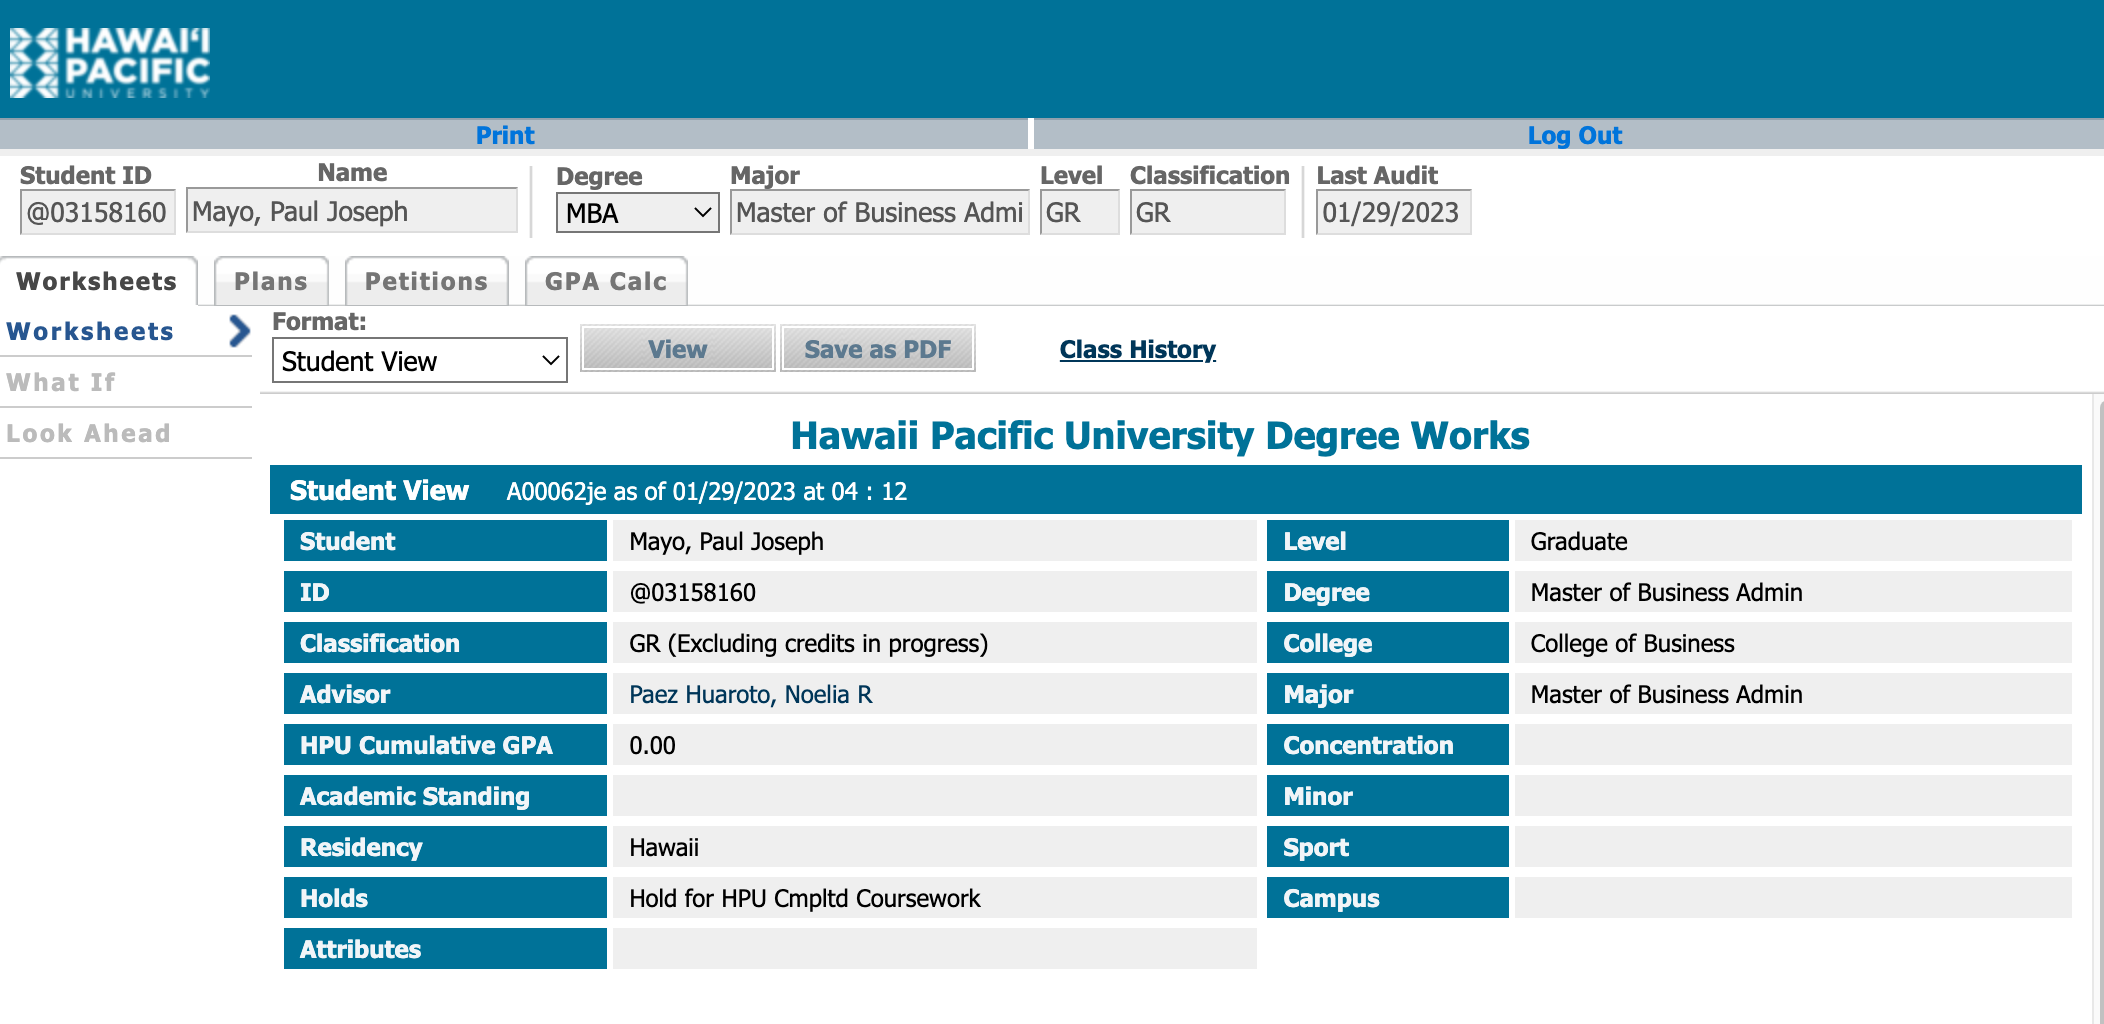 HAWAI‘I
PACIFIC
UNIVERSITY
Print Log Out
Student ID Name Degree Major Level Classification Last Audit
@03158160 Mayo, Paul Joseph MBA Master of Business Admi GR GR 01/29/2023
Worksheets Plans Petitions GPA Calc
Worksheets
What If
Look Ahead
Format:
Student View View Save as PDF Class History
Hawaii Pacific University Degree Works
Student View A00062je as of 01/29/2023 at 04 : 12
Student Mayo, Paul Joseph Level Graduate
ID @03158160 Degree Master of Business Admin
Classification GR (Excluding credits in progress) College College of Business
Advisor Paez Huaroto, Noelia R Major Master of Business Admin
HPU Cumulative GPA 0.00 Concentration
Academic Standing Minor
Residency Hawaii Sport
Holds Hold for HPU Cmpltd Coursework Campus
Attributes